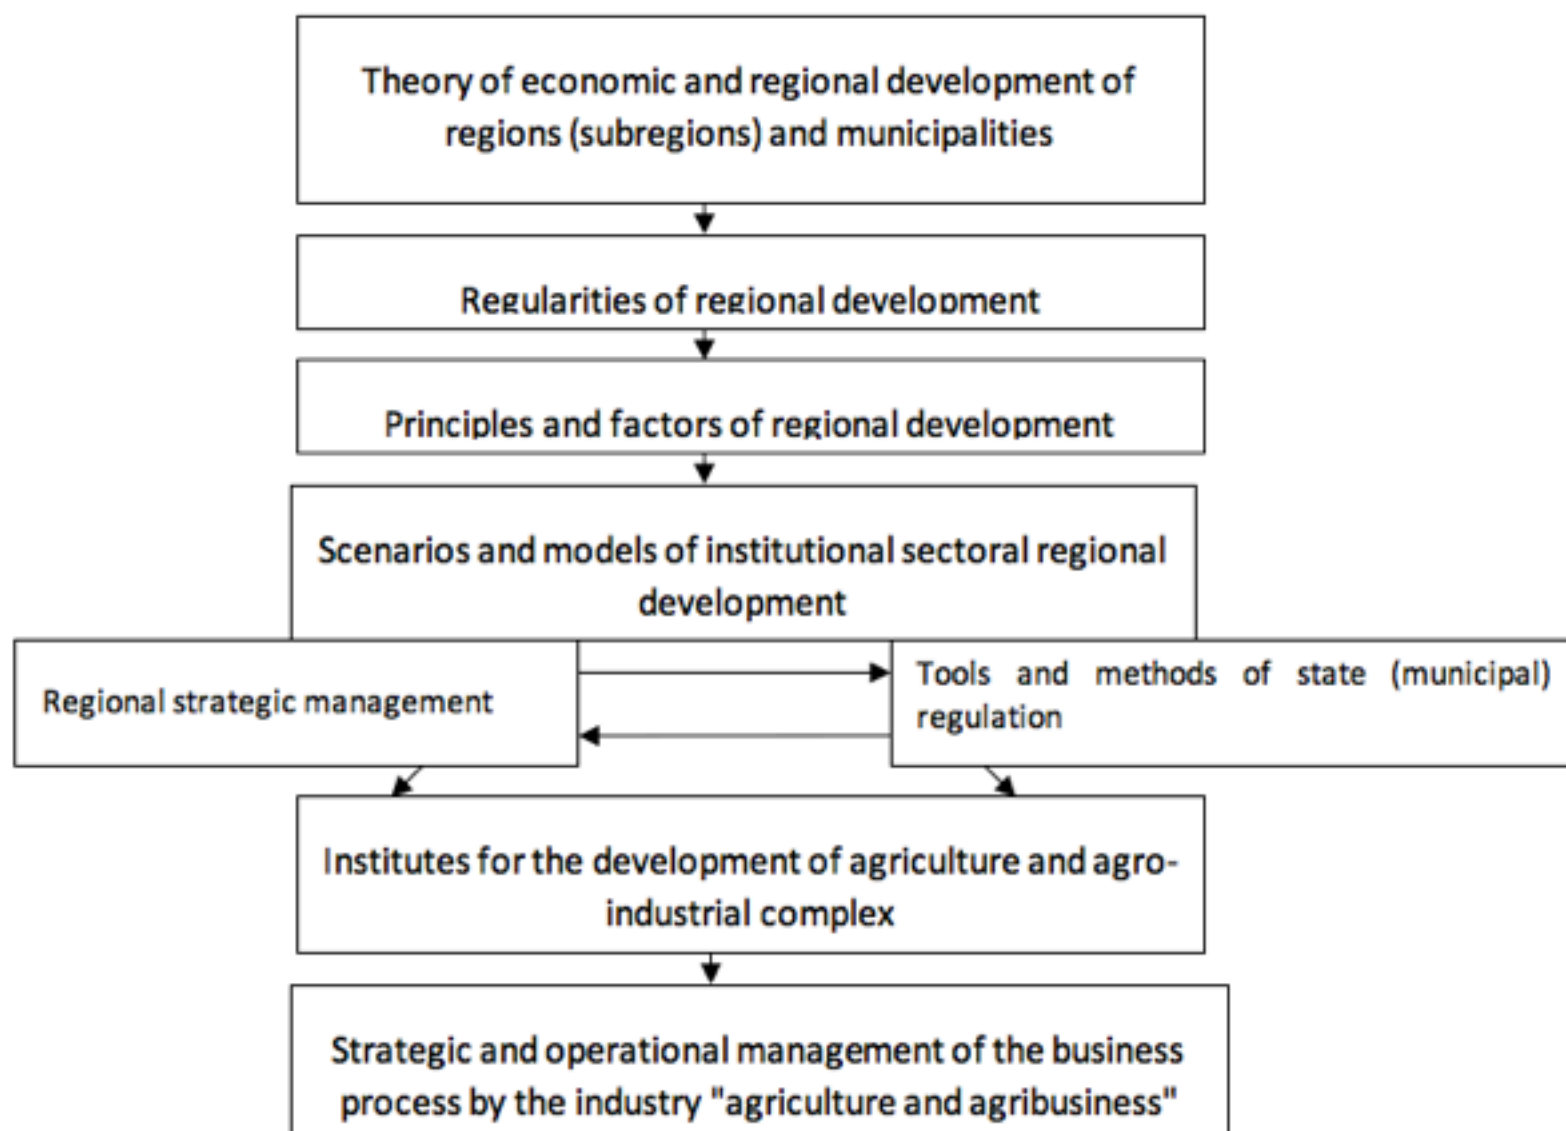 Theory of economic and regional development of
regions (subregions) and municipalities
Regularities of regional development
Principles and factors of regional development
Scenarios and models of institutional sectoral regional
development
Regional strategic management
Tools and methods of state (municipal)
regulation
Institutes for the development of agriculture and agro-
industrial complex
Strategic and operational management of the business
process by the industry "agriculture and agribusiness"